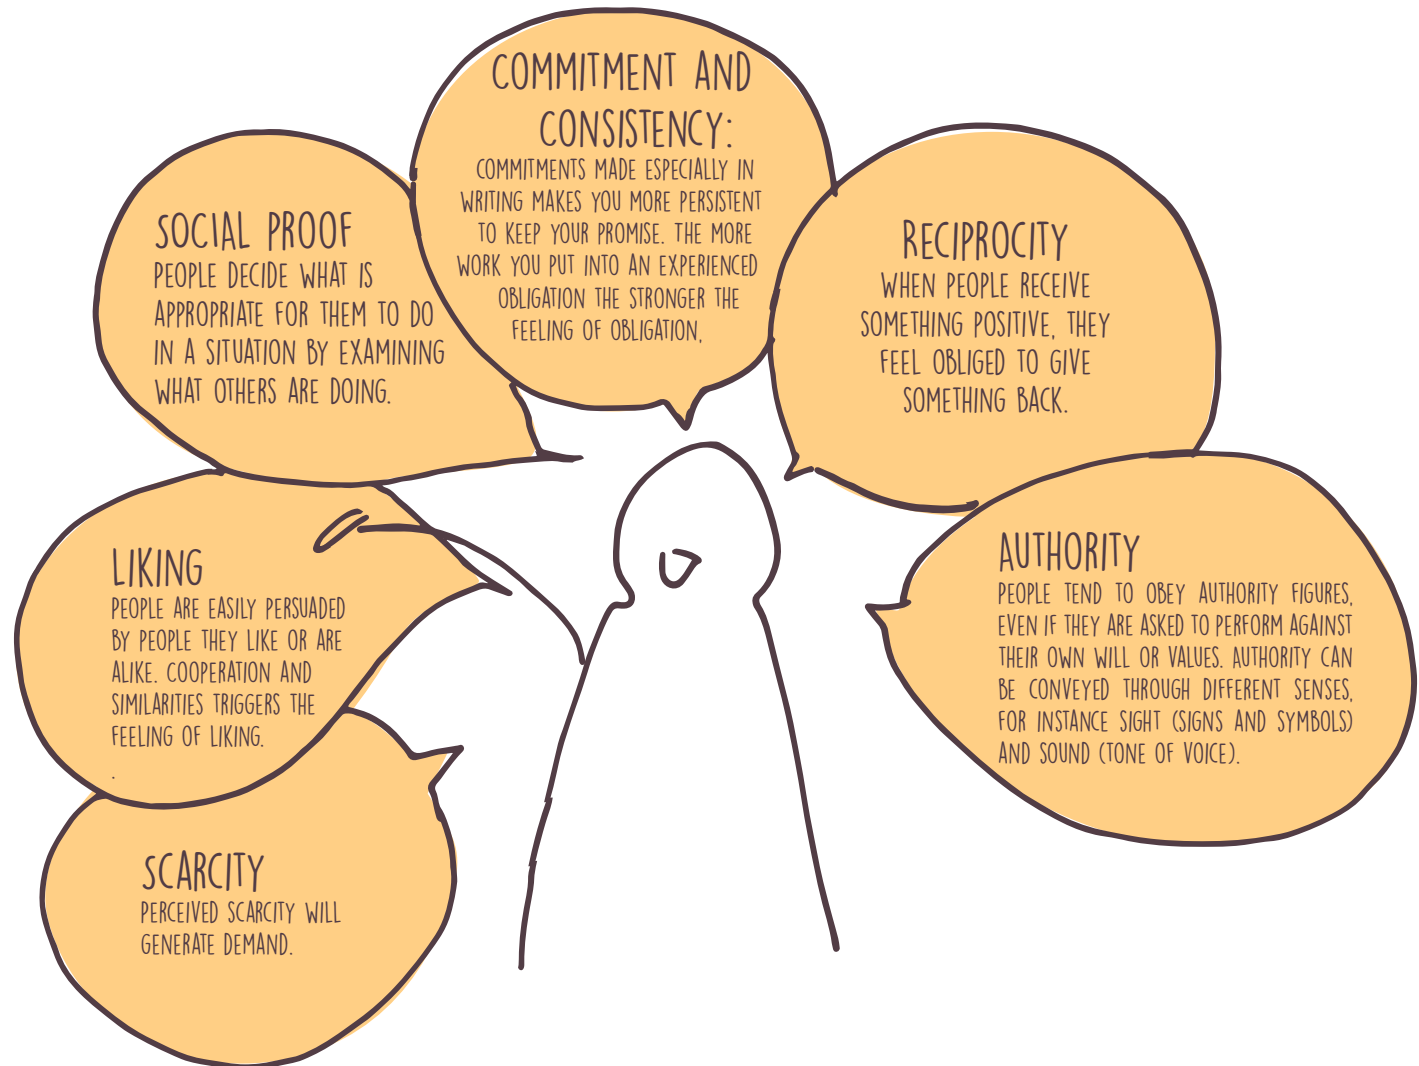 COMMITMENT AND
CONSISTENCY:
COMMITMENTS MADE ESPECIALLY IN
WRITING MAKES YOU MORE PERSISTENT
TO KEEP YOUR PROMISE. THE MORE
WORK YOU PUT INTO AN EXPERIENCED
OBLIGATION THE STRONGER THE
FEELING OF OBLIGATION,
SOCIAL PROOF
PEOPLE DECIDE WHAT IS
APPROPRIATE FOR THEM TO DO
IN A SITUATION BY EXAMINING
WHAT OTHERS ARE DOING.
RECIPROCITY
WHEN PEOPLE RECEIVE
SOMETHING POSITIVE, THEY
FEEL OBLIGED TO GIVE
SOMETHING BACK.
LIKING
PEOPLE ARE EASILY PERSUADED
BY PEOPLE THEY LIKE OR ARE
ALIKE. COOPERATION AND
SIMILARITIES TRIGGERS THE
FEELING OF LIKING.
.
AUTHORITY
PEOPLE TEND TO OBEY AUTHORITY FIGURES,
EVEN IF THEY ARE ASKED TO PERFORM AGAINST
THEIR OWN WILL OR VALUES. AUTHORITY CAN
BE CONVEYED THROUGH DIFFERENT SENSES,
FOR INSTANCE SIGHT (SIGNS AND SYMBOLS)
AND SOUND (TONE OF VOICE).
SCARCITY
PERCEIVED SCARCITY WILL
GENERATE DEMAND.